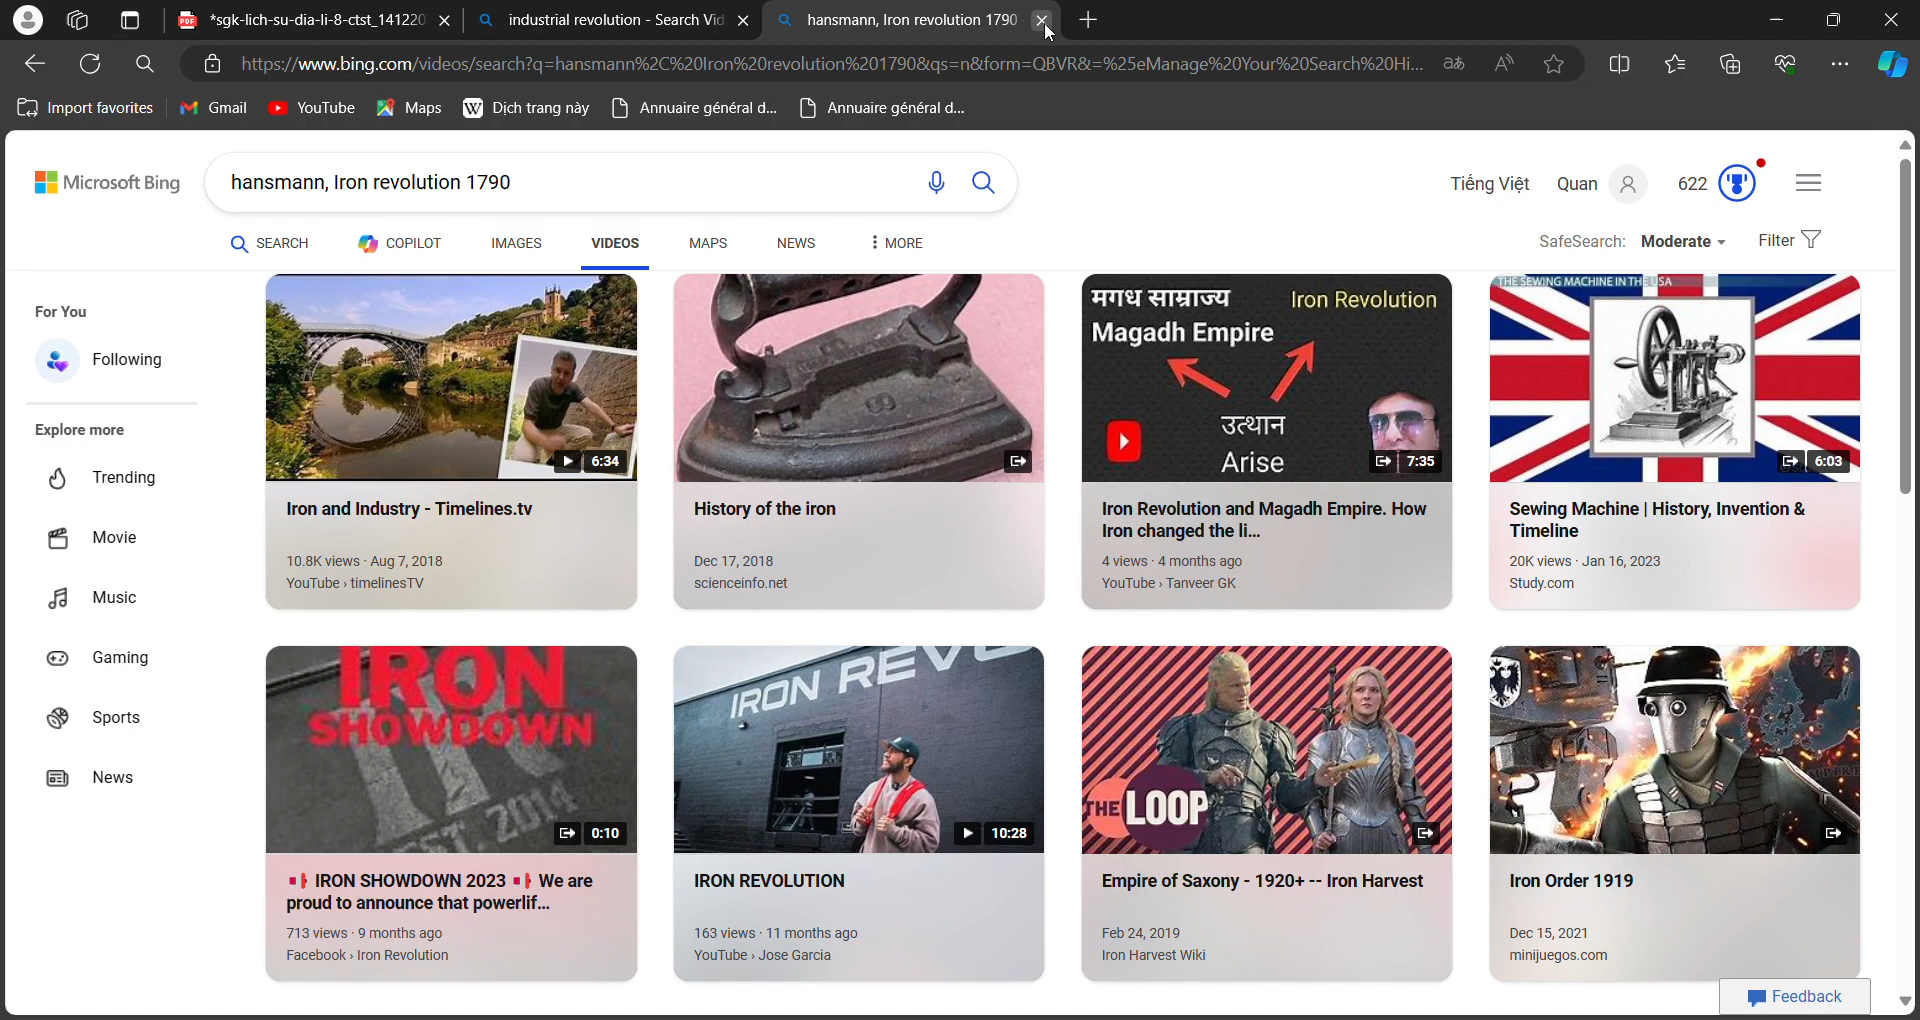 *sgk-lich-su-dia-li-8-ctst_141220
industrial revolution - Search Vid
hansmann, Iron revolution 1790
https://www.bing.com/videos/search?q=hansmann%2C%20Iron%20revolution%201790&qs=n&form=QBVR&=%25eManage%20Your%20Search%20Hi...
Import favorites
Gmail
YouTube
Maps
Dịch trang này
Annuaire général d...
Annuaire général d...
Microsoft Bing
hansmann, Iron revolution 1790
Tiếng Việt
Quan
622
SEARCH
COPILOT
IMAGES
VIDEOS
MAPS
NEWS
MORE
SafeSearch: Moderate
Filter
For You
Following
Explore more
Trending
Movie
Music
Gaming
Sports
News
6:34
Iron and Industry - Timelines.tv
10.8K views · Aug 7, 2018
YouTube › timelinesTV
History of the iron
Dec 17, 2018
scienceinfo.net
मगध साम्राज्य
Iron Revolution
Magadh Empire
उत्थान
Arise
7:35
Iron Revolution and Magadh Empire. How
Iron changed the li...
4 views · 4 months ago
YouTube › Tanveer GK
THE SEWING MACHINE IN THE USA
6:03
Sewing Machine | History, Invention &
Timeline
20K views · Jan 16, 2023
Study.com
IRON
SHOWDOWN
EST. 2014
0:10
IRON SHOWDOWN 2023 We are
proud to announce that powerlif...
713 views · 9 months ago
Facebook › Iron Revolution
IRON REVO
10:28
IRON REVOLUTION
163 views · 11 months ago
YouTube › Jose Garcia
THE LOOP
Empire of Saxony - 1920+ -- Iron Harvest
Feb 24, 2019
Iron Harvest Wiki
Iron Order 1919
Dec 15, 2021
minijuegos.com
Feedback